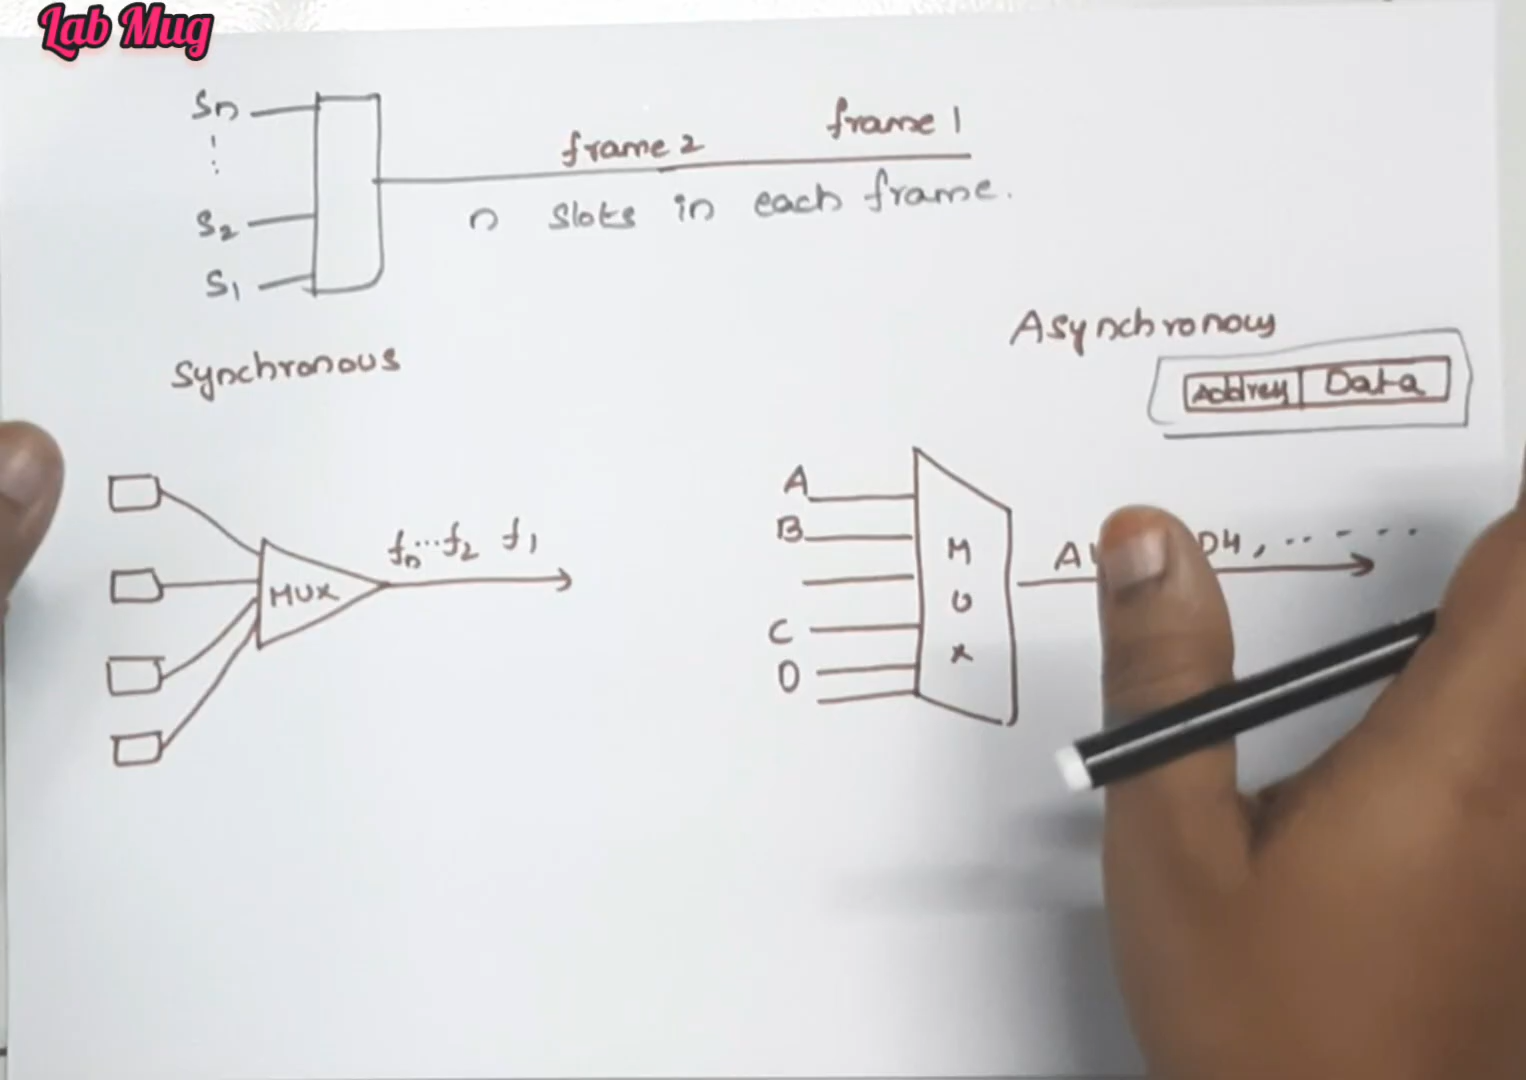 Lab Mug
Sn
frame 2 frame 1
S2
n slots in each frame.
S1
Synchronous
Asynchronous
Address Data
A
B
fn...f2 f1
MUX
MUX
D4, ......
C
D